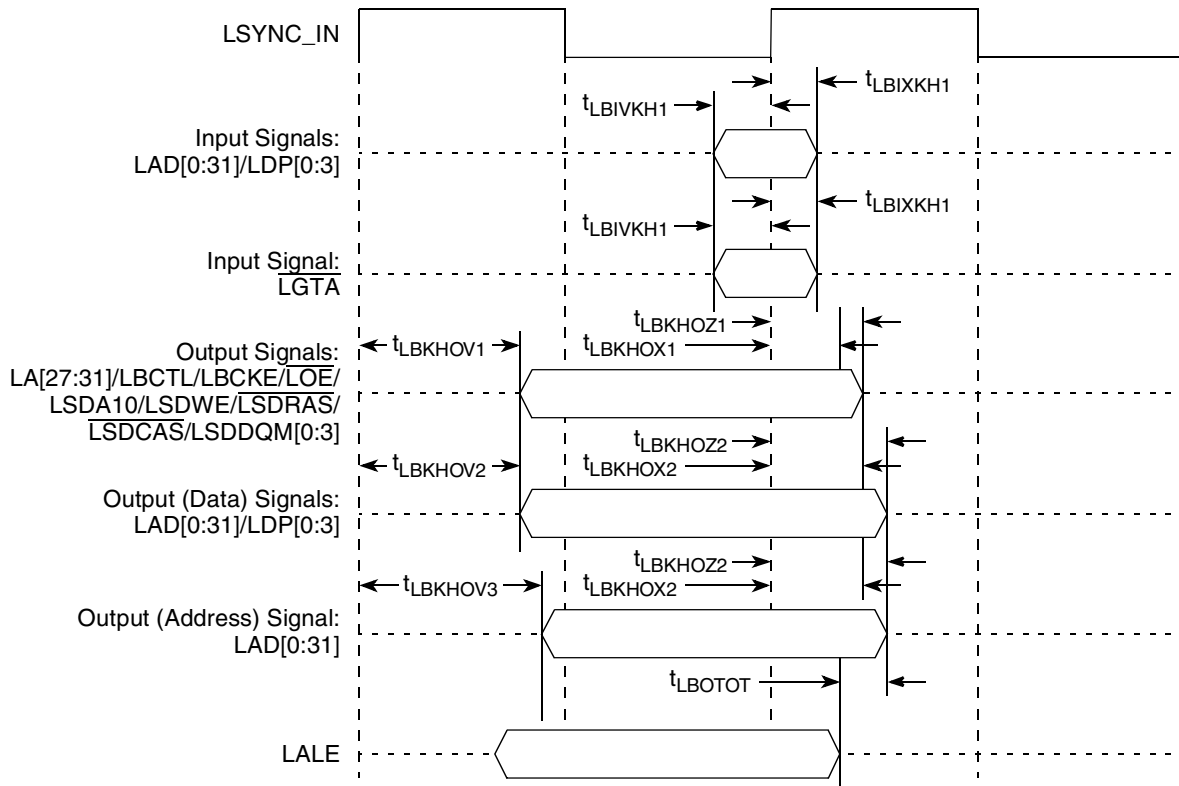 LSYNC_IN
tLBIXKH1
tLBIVKH1
Input Signals:
LAD[0:31]/LDP[0:3]
tLBIXKH1
tLBIVKH1
Input Signal:
LGTA
tLBKHOZ1
tLBKHOV1
tLBKHOX1
Output Signals:
LA[27:31]/LBCTL/LBCKE/LOE/
LSDA10/LSDWE/LSDRAS/
LSDCAS/LSDDQM[0:3]
tLBKHOZ2
tLBKHOV2
tLBKHOX2
Output (Data) Signals:
LAD[0:31]/LDP[0:3]
tLBKHOZ2
tLBKHOV3
tLBKHOX2
Output (Address) Signal:
LAD[0:31]
tLBOTOT
LALE